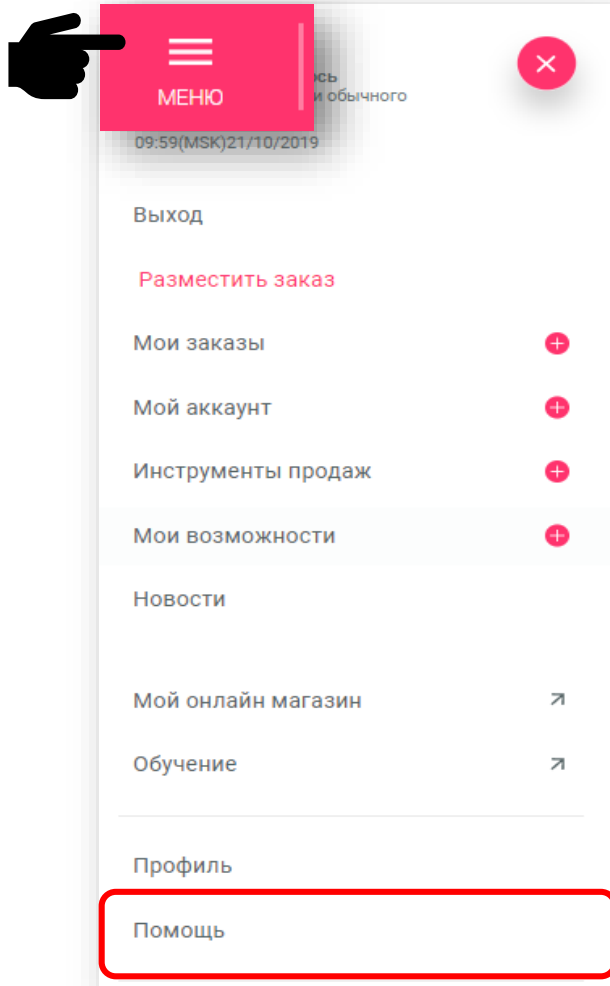 МЕНЮ
и обычного
09:59(MSK)21/10/2019
Выход
Разместить заказ
Мои заказы
Мой аккаунт
Инструменты продаж
Мои возможности
Новости
Мой онлайн магазин
Обучение
Профиль
Помощь